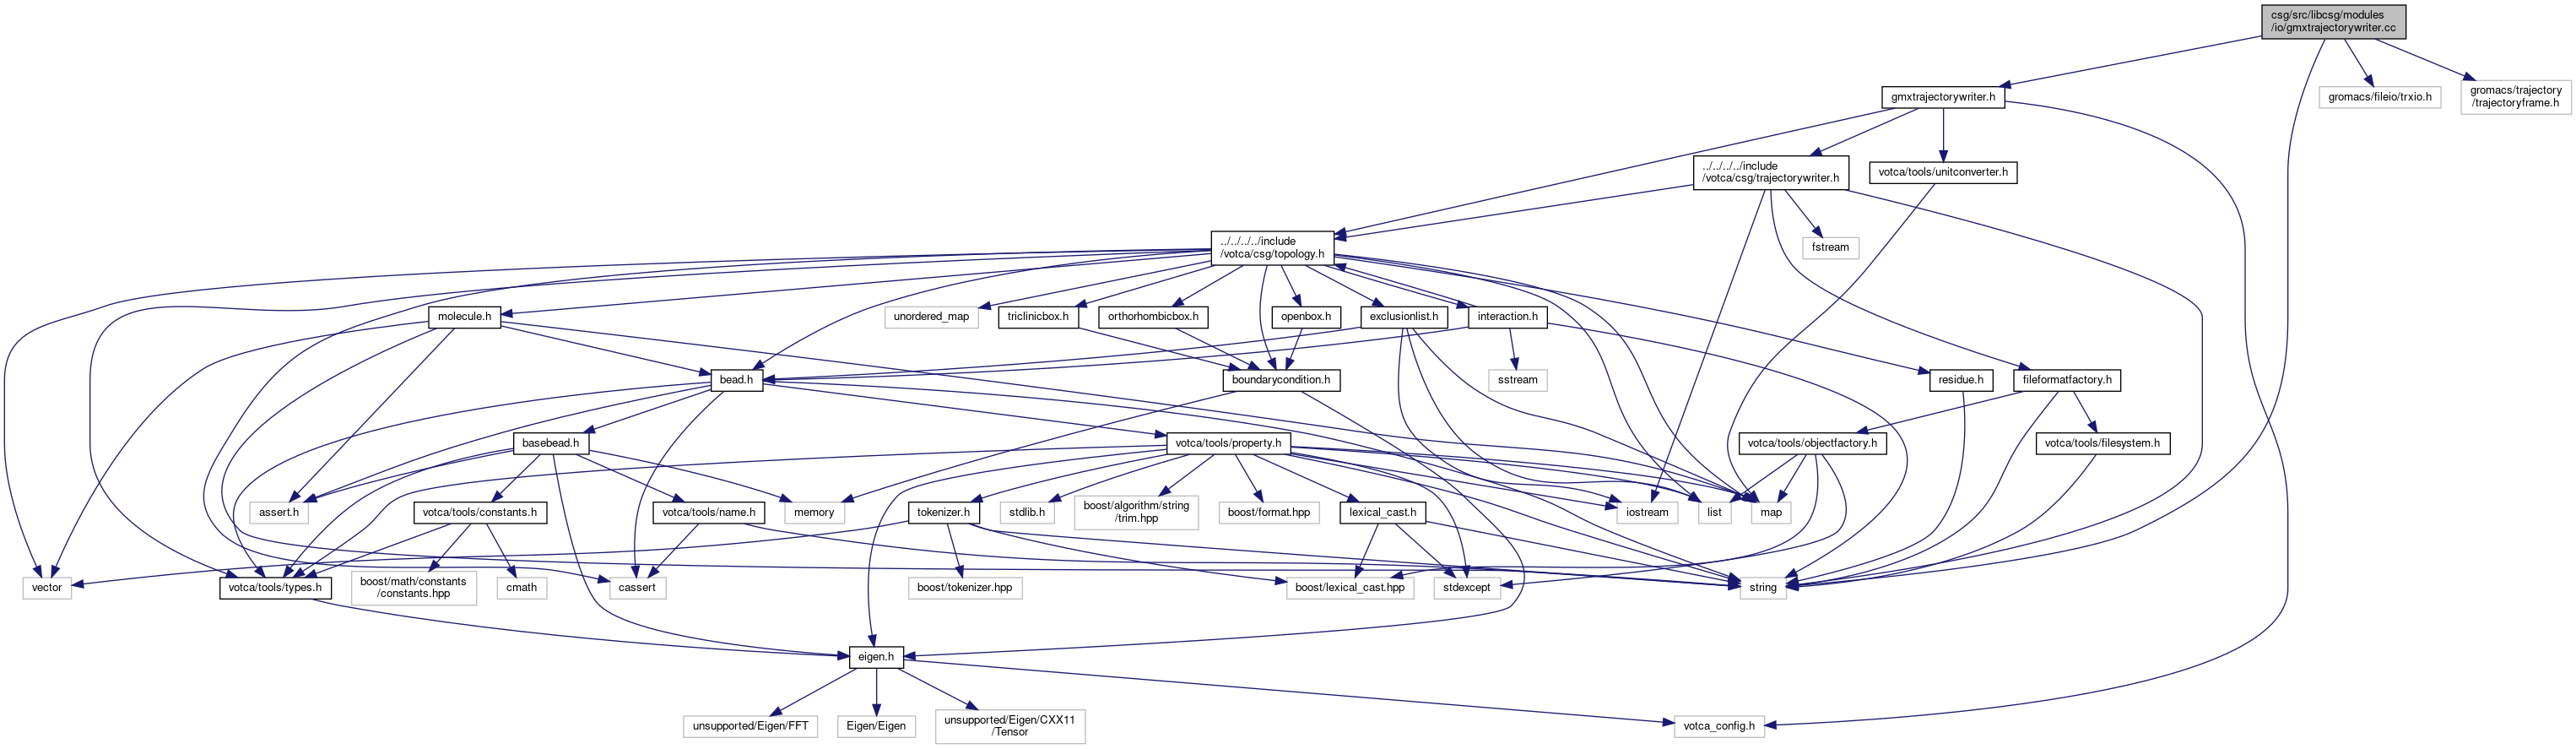 csg/src/libcsg/modules
/io/gmxtrajectorywriter.cc
gmxtrajectorywriter.h
gromacs/fileio/trxio.h
gromacs/trajectory
/trajectoryframe.h
../../../../include
/votca/csg/trajectorywriter.h
votca/tools/unitconverter.h
../../../../include
/votca/csg/topology.h
fstream
molecule.h
unordered_map
triclinicbox.h
orthorhombicbox.h
openbox.h
exclusionlist.h
interaction.h
bead.h
boundarycondition.h
sstream
residue.h
fileformatfactory.h
basebead.h
votca/tools/property.h
votca/tools/objectfactory.h
votca/tools/filesystem.h
assert.h
votca/tools/constants.h
votca/tools/name.h
memory
tokenizer.h
stdlib.h
boost/algorithm/string
/trim.hpp
boost/format.hpp
lexical_cast.h
iostream
list
map
vector
votca/tools/types.h
boost/math/constants
/constants.hpp
cmath
cassert
boost/tokenizer.hpp
boost/lexical_cast.hpp
stdexcept
string
eigen.h
unsupported/Eigen/FFT
Eigen/Eigen
unsupported/Eigen/CXX11
/Tensor
votca_config.h